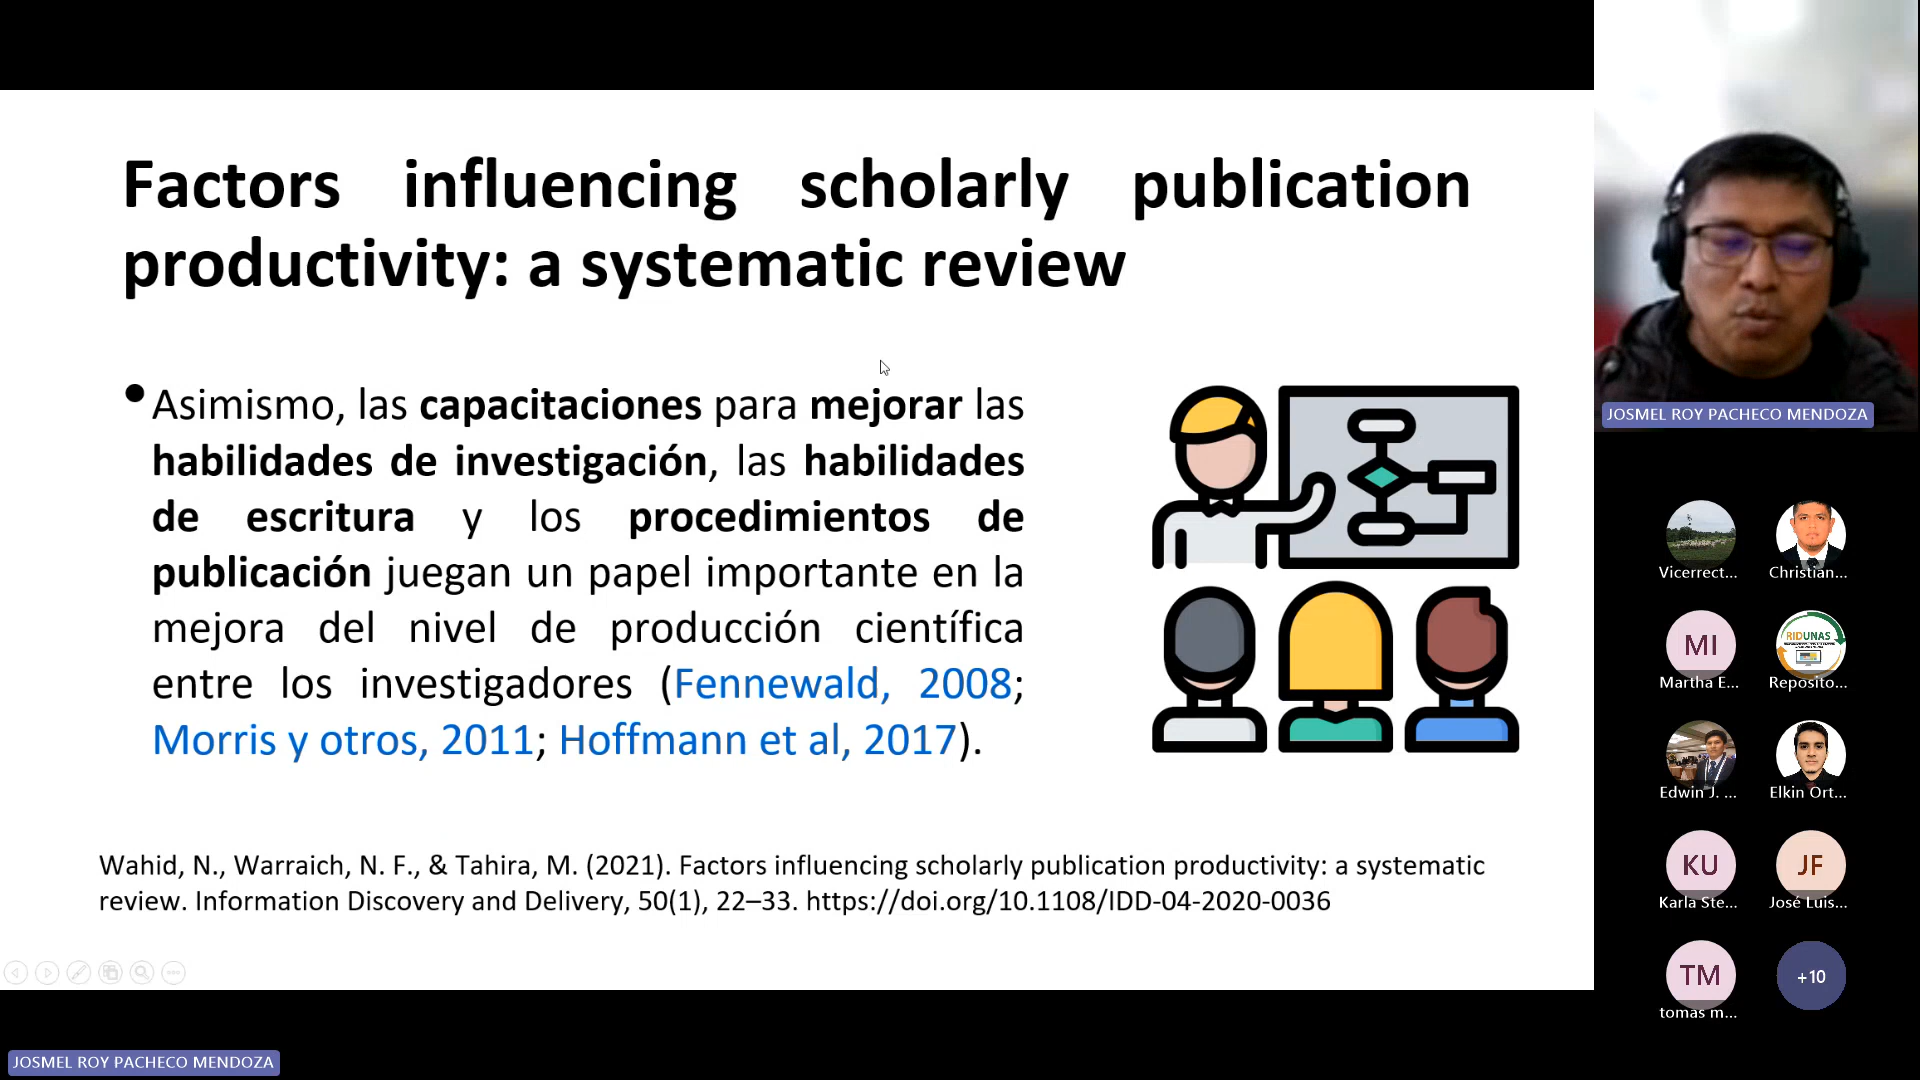 Factors influencing scholarly publication
productivity: a systematic review
• Asimismo, las capacitaciones para mejorar las
habilidades de investigación, las habilidades
de escritura y los procedimientos de
publicación juegan un papel importante en la
mejora del nivel de producción científica
entre los investigadores (Fennewald, 2008;
Morris y otros, 2011; Hoffmann et al, 2017).
Wahid, N., Warraich, N. F., & Tahira, M. (2021). Factors influencing scholarly publication productivity: a systematic
review. Information Discovery and Delivery, 50(1), 22–33. https://doi.org/10.1108/IDD-04-2020-0036
JOSMEL ROY PACHECO MENDOZA
JOSMEL ROY PACHECO MENDOZA
Vicerrect...
Christian...
MI
Martha E...
RIDUNAS
Reposito...
Edwin J. ...
Elkin Ort...
KU
Karla Ste...
JF
José Luis...
TM
tomas m...
+10